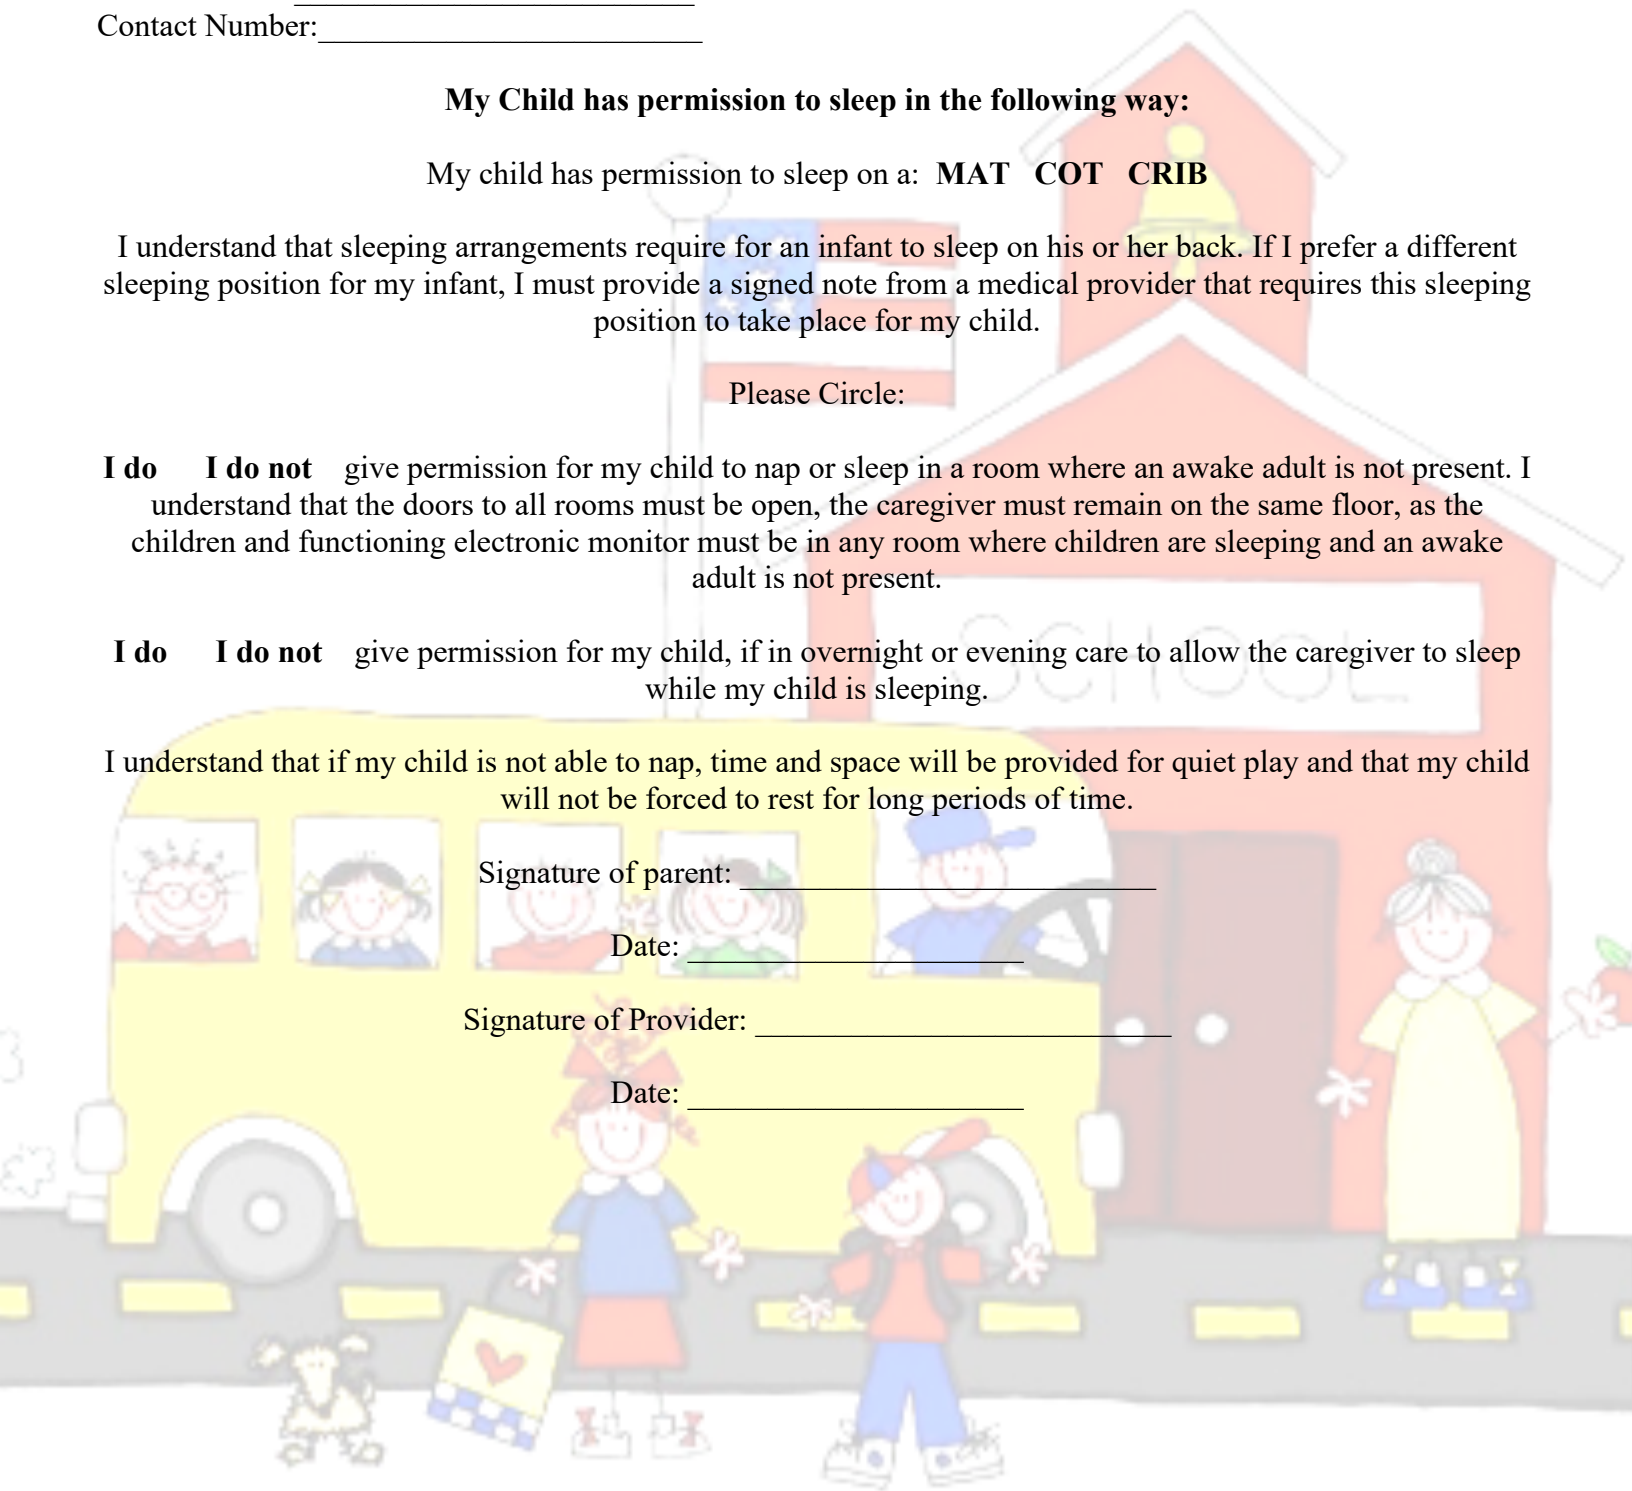 Contact Number:________________________
My Child has permission to sleep in the following way:
My child has permission to sleep on a: MAT COT CRIB
I understand that sleeping arrangements require for an infant to sleep on his or her back. If I prefer a different
sleeping position for my infant, I must provide a signed note from a medical provider that requires this sleeping
position to take place for my child.
Please Circle:
I do I do not give permission for my child to nap or sleep in a room where an awake adult is not present. I
understand that the doors to all rooms must be open, the caregiver must remain on the same floor, as the
children and functioning electronic monitor must be in any room where children are sleeping and an awake
adult is not present.
SCHOOL
I do I do not give permission for my child, if in overnight or evening care to allow the caregiver to sleep
while my child is sleeping.
I understand that if my child is not able to nap, time and space will be provided for quiet play and that my child
will not be forced to rest for long periods of time.
Signature of parent: __________________________
Date: _____________________
Signature of Provider: __________________________
Date: _____________________